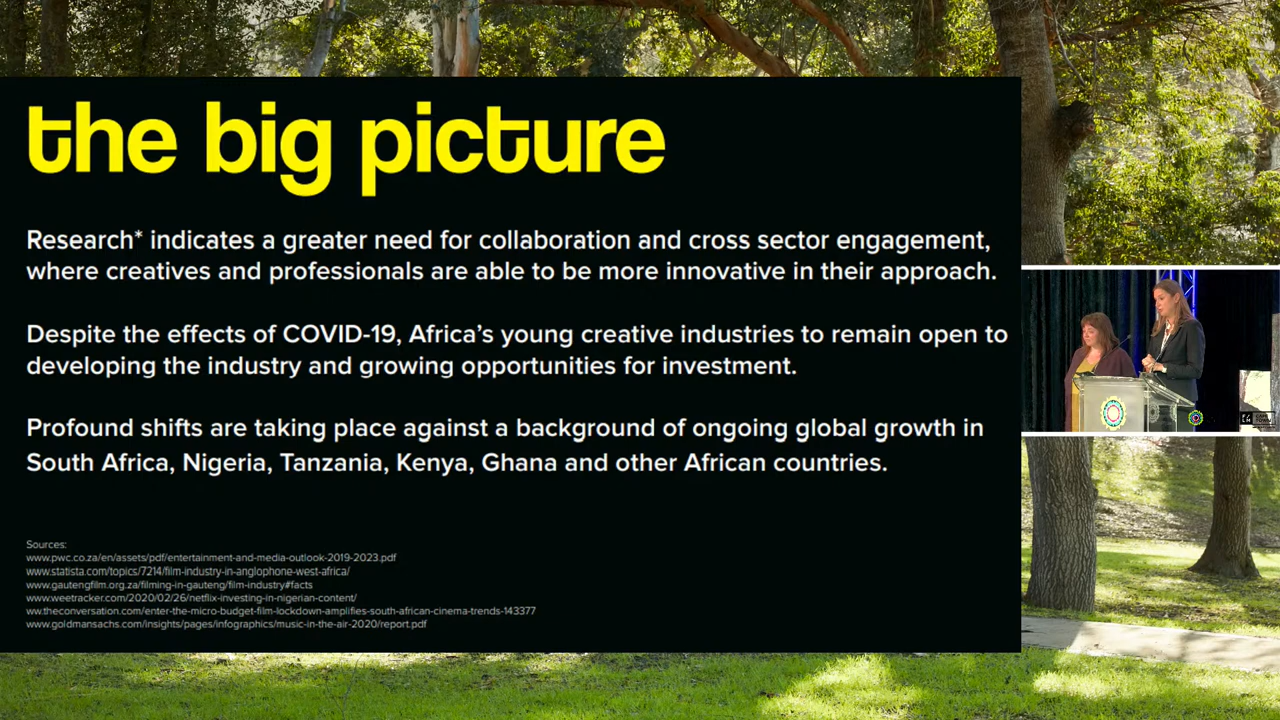 the big picture
Research* indicates a greater need for collaboration and cross sector engagement,
where creatives and professionals are able to be more innovative in their approach.
Despite the effects of COVID-19, Africa's young creative industries to remain open to
developing the industry and growing opportunities for investment.
Profound shifts are taking place against a background of ongoing global growth in
South Africa, Nigeria, Tanzania, Kenya, Ghana and other African countries.
Sources:
www.pwc.co.za/en/assets/pdf/entertainment-and-media-outlook-2019-2023.pdf
www.statista.com/topics/7214/film-industry-in-anglophone-west-africa/
www.gautengfilm.org.za/filming-in-gauteng/film-industry#facts
www.weetracker.com/2020/02/26/netflix-investing-in-nigerian-content/
ww.theconversation.com/enter-the-micro-budget-film-lockdown-amplifies-south-african-cinema-trends-143377
www.goldmansachs.com/insights/pages/infographics/music-in-the-air-2020/report.pdf